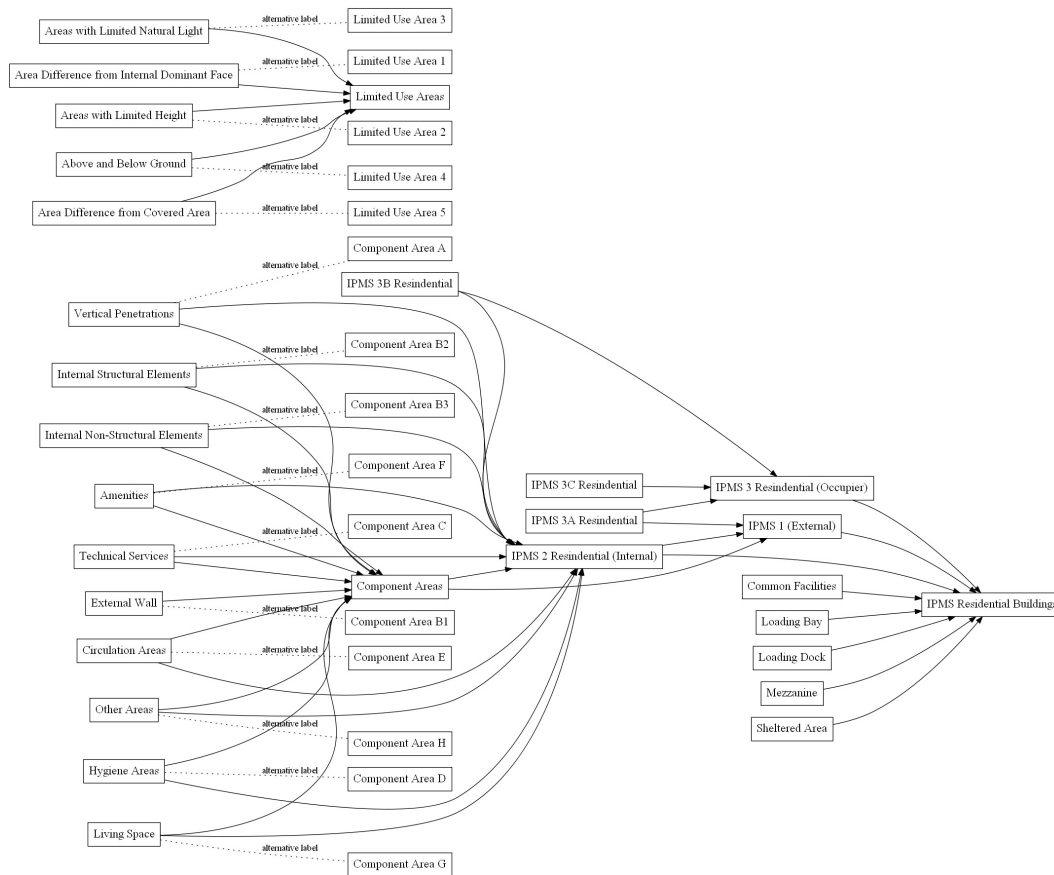 alternative label
Limited Use Area 3
Areas with Limited Natural Light
alternative label
Limited Use Area 1
Area Difference from Internal Dominant Face
Limited Use Areas
Areas with Limited Height
alternative label
Limited Use Area 2
Above and Below Ground
alternative label
Limited Use Area 4
Area Difference from Covered Area
alternative label
Limited Use Area 5
Component Area A
alternative label
IPMS 3B Resindential
Vertical Penetrations
alternative label
Component Area B2
Internal Structural Elements
alternative label
Component Area B3
Internal Non-Structural Elements
alternative label
Component Area F
Amenities
IPMS 3C Resindential
IPMS 3 Resindential (Occupier)
alternative label
Component Area C
IPMS 3A Resindential
IPMS 1 (External)
Technical Services
IPMS 2 Resindential (Internal)
Component Areas
Common Facilities
External Wall
IPMS Residential Buildings
alternative label
Component Area B1
Loading Bay
Circulation Areas
alternative label
Component Area E
Loading Dock
Mezzanine
Other Areas
alternative label
Sheltered Area
Component Area H
Hygiene Areas
alternative label
Component Area D
Living Space
alternative label
Component Area G